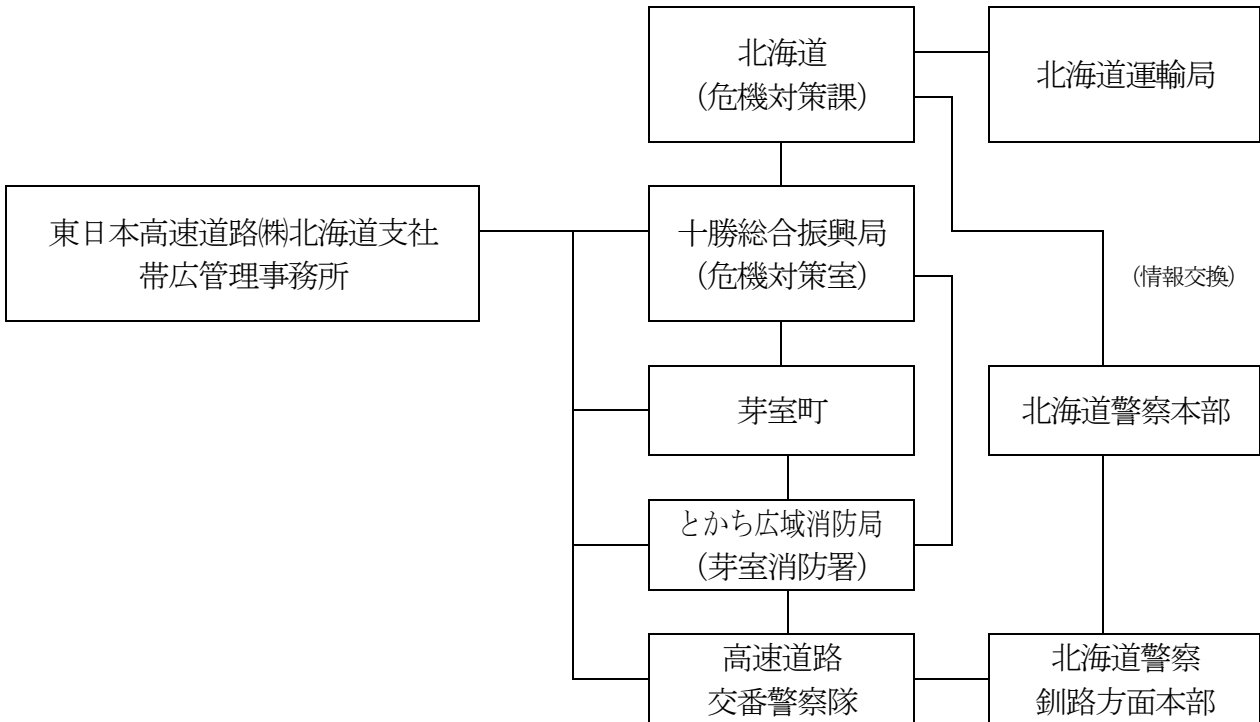 北海道
（危機対策課）
北海道運輸局
東日本高速道路㈱北海道支社
帯広管理事務所
十勝総合振興局
（危機対策室）
（情報交換）
芽室町
北海道警察本部
とかち広域消防局
（芽室消防署）
高速道路
交番警察隊
北海道警察
釧路方面本部